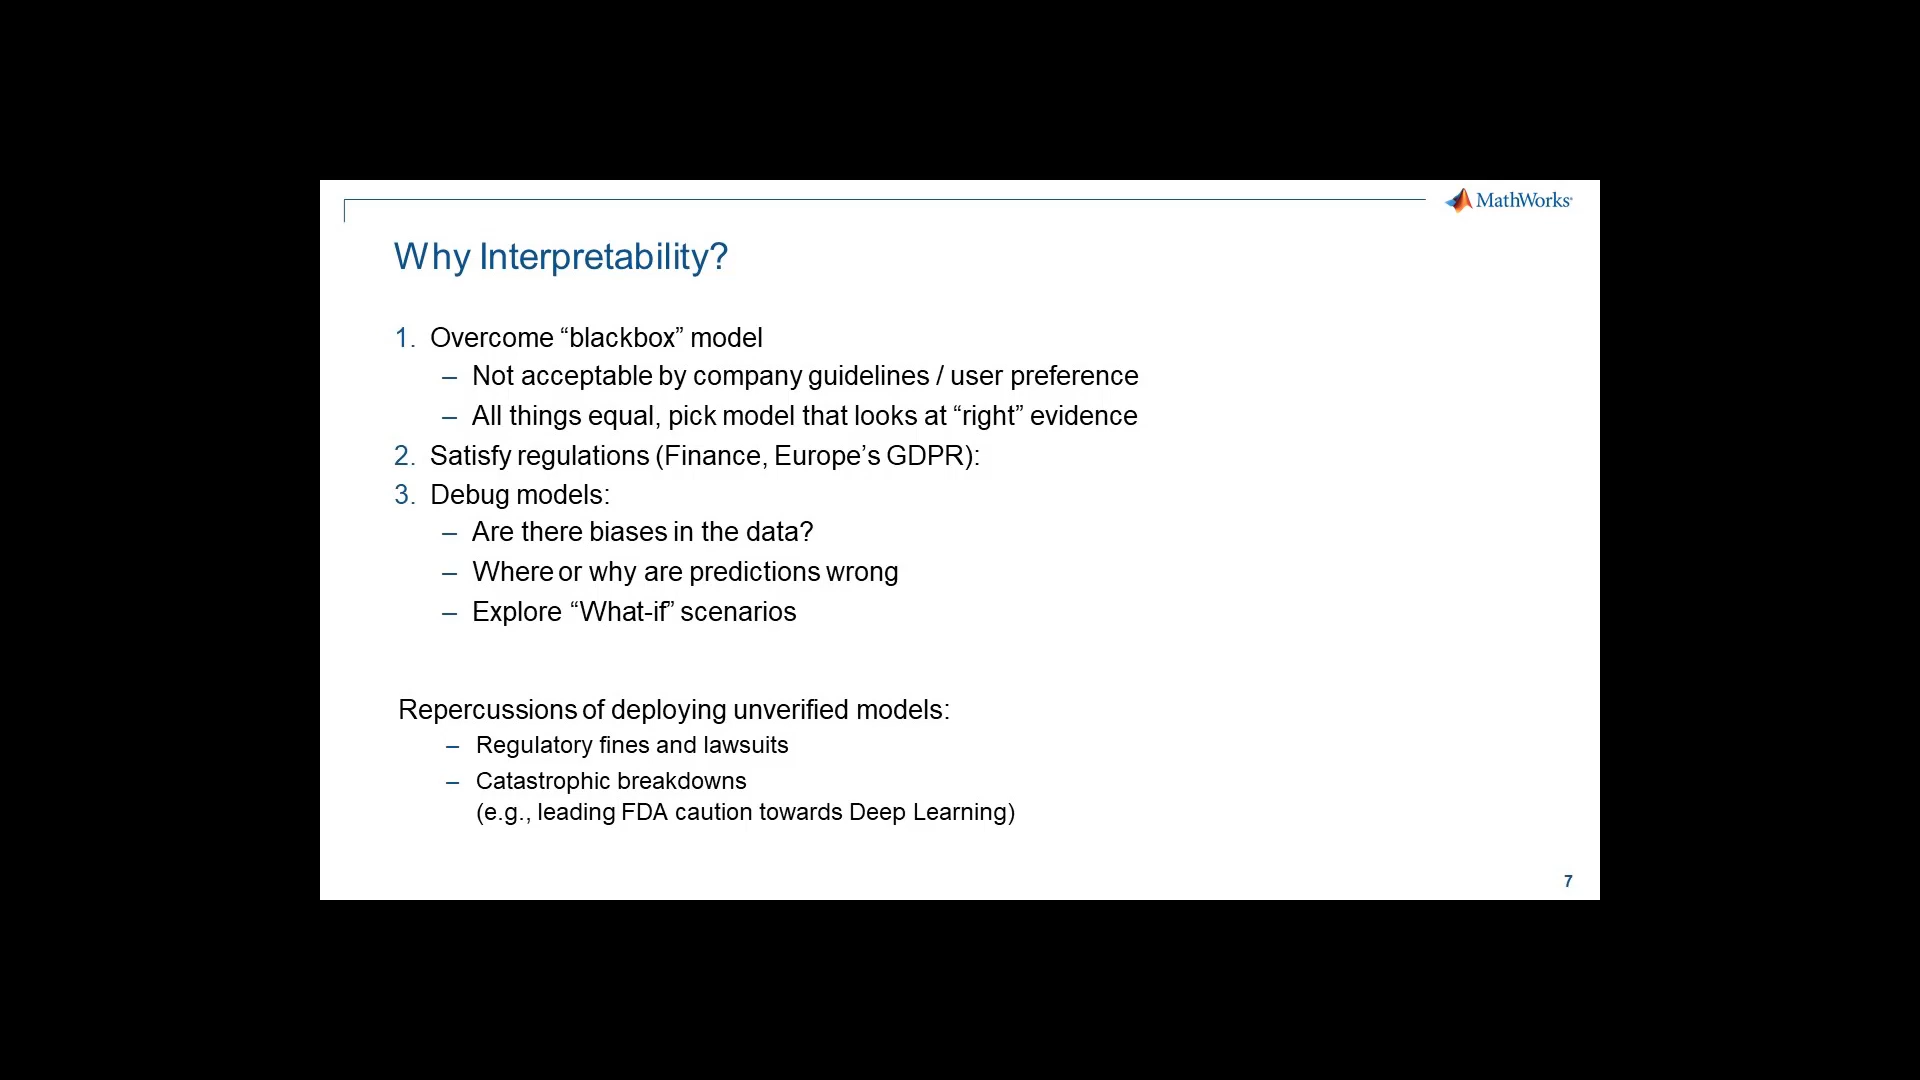 MathWorks
Why Interpretability?
1. Overcome “blackbox” model
– Not acceptable by company guidelines / user preference
– All things equal, pick model that looks at “right” evidence
2. Satisfy regulations (Finance, Europe’s GDPR):
3. Debug models:
– Are there biases in the data?
– Where or why are predictions wrong
– Explore “What-if” scenarios
Repercussions of deploying unverified models:
– Regulatory fines and lawsuits
– Catastrophic breakdowns
(e.g., leading FDA caution towards Deep Learning)
7